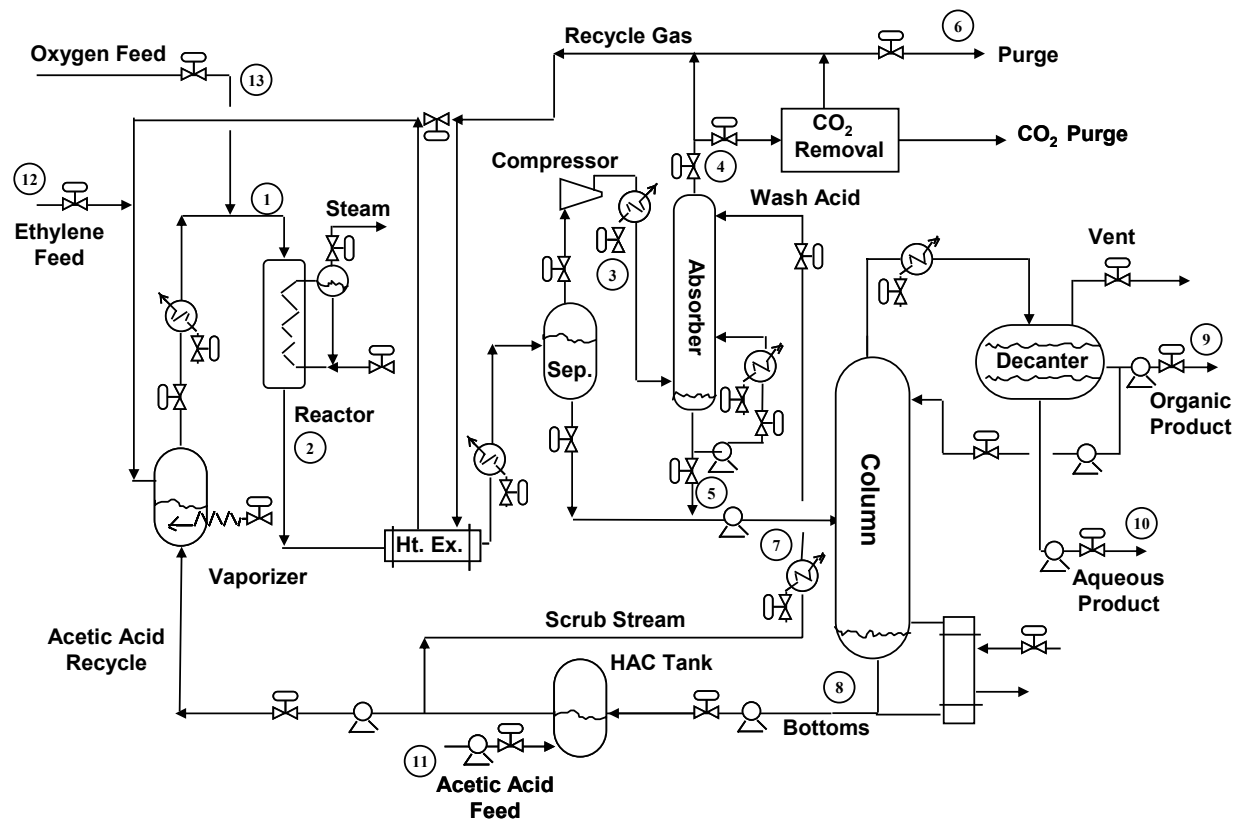 Recycle Gas
6
Purge
Oxygen Feed
13
CO2
Removal
CO2 Purge
Compressor
4
12
Ethylene
Feed
1
Steam
Wash Acid
3
Vent
Absorber
Sep.
Decanter
9
Organic
Product
Reactor
2
Column
5
10
Aqueous
Product
Ht. Ex.
7
Vaporizer
Scrub Stream
Acetic Acid
Recycle
HAC Tank
8
Bottoms
11
Acetic Acid
Feed